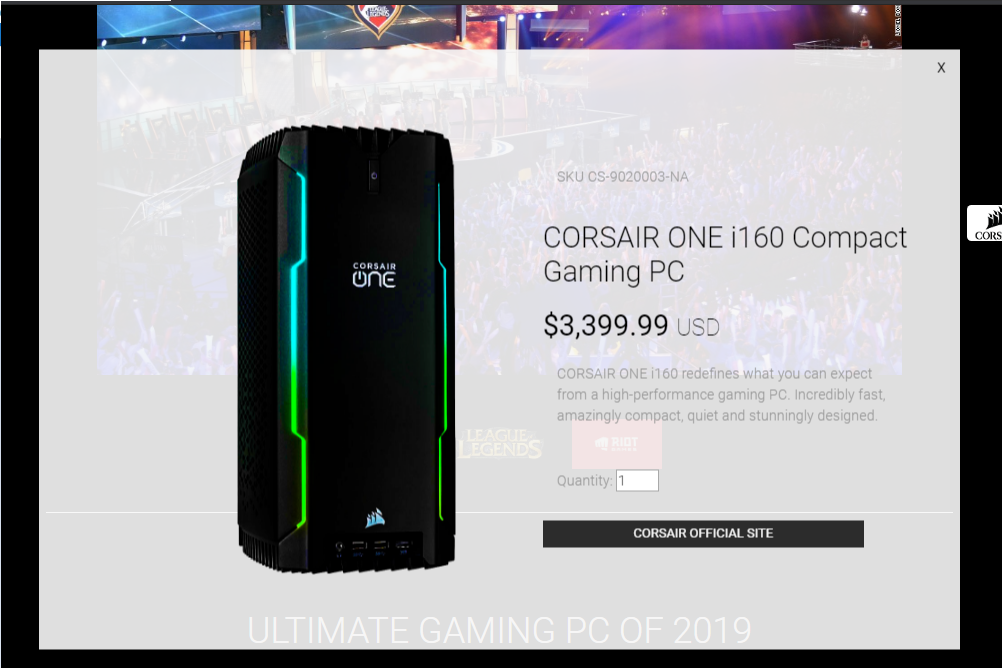 LEAGUE
LEGENDS
X
SKU CS-9020003-NA
CORSAIR ONE i160 Compact
Gaming PC
CORS
CORSAIR
ONE
$3,399.99 USD
CORSAIR ONE i160 redefines what you can expect
from a high-performance gaming PC. Incredibly fast,
amazingly compact, quiet and stunningly designed.
LEAGUE
LEGENDS
RIOT
Quantity: 1
CORSAIR OFFICIAL SITE
ULTIMATE GAMING PC OF 2019